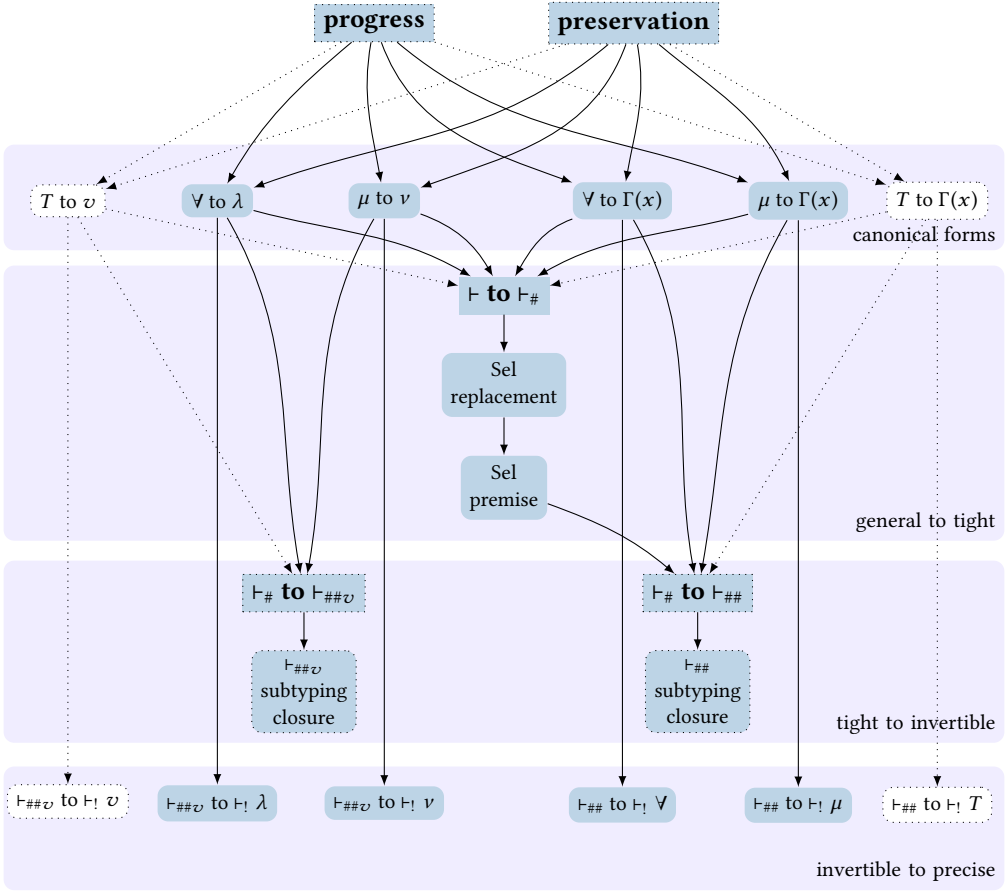 progress
preservation
T to v
∀ to λ
μ to ν
∀ to Γ(x)
μ to Γ(x)
T to Γ(x)
canonical forms
⊢ to ⊢#
Sel
replacement
Sel
premise
general to tight
⊢# to ⊢##v
⊢# to ⊢##
⊢##v
subtyping
closure
⊢##
subtyping
closure
tight to invertible
⊢##v to ⊢! v
⊢##v to ⊢! λ
⊢##v to ⊢! ν
⊢## to ⊢! ∀
⊢## to ⊢! μ
⊢## to ⊢! T
invertible to precise